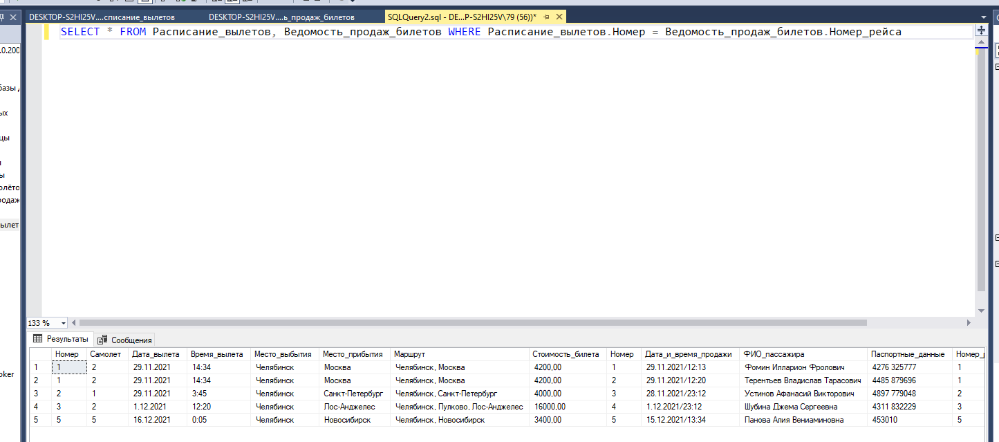 DESKTOP-S2HI25V....списание_вылетов DESKTOP-S2HI25V....ь_продаж_билетов SQLQuery2.sql - DE...P-S2HI25V\79 (56))*
SELECT * FROM Расписание_вылетов, Ведомость_продаж_билетов WHERE Расписание_вылетов.Номер = Ведомость_продаж_билетов.Номер_рейса
.0.200
базы
ых
цы
ы
олёто
родаж
ылет
oker
133 %
Результаты Сообщения
Номер Самолет Дата_вылета Время_вылета Место_выбытия Место_прибытия Маршрут Стоимость_билета Номер Дата_и_время_продажи ФИО_пассажира Паспортные_данные Номер_
1 1 2 29.11.2021 14:34 Челябинск Москва Челябинск, Москва 4200,00 1 29.11.2021/12:13 Фомин Илларион Фролович 4276 325777 1
2 1 2 29.11.2021 14:34 Челябинск Москва Челябинск, Москва 4200,00 2 29.11.2021/12:20 Терентьев Владислав Тарасович 4485 879696 1
3 2 1 29.11.2021 3:45 Челябинск Санкт-Петербург Челябинск, Санкт-Петербург 4000,00 3 28.11.2021/23:12 Устинов Афанасий Викторович 4897 779048 2
4 3 2 1.12.2021 12:20 Челябинск Лос-Анджелес Челябинск, Пулково, Лос-Анджелес 16000,00 4 1.12.2021/23:12 Шубина Джема Сергеевна 4311 832229 3
5 5 5 16.12.2021 0:05 Челябинск Новосибирск Челябинск, Новосибирск 3400,00 5 15.12.2021/13:34 Панова Алия Вениаминовна 453010 5